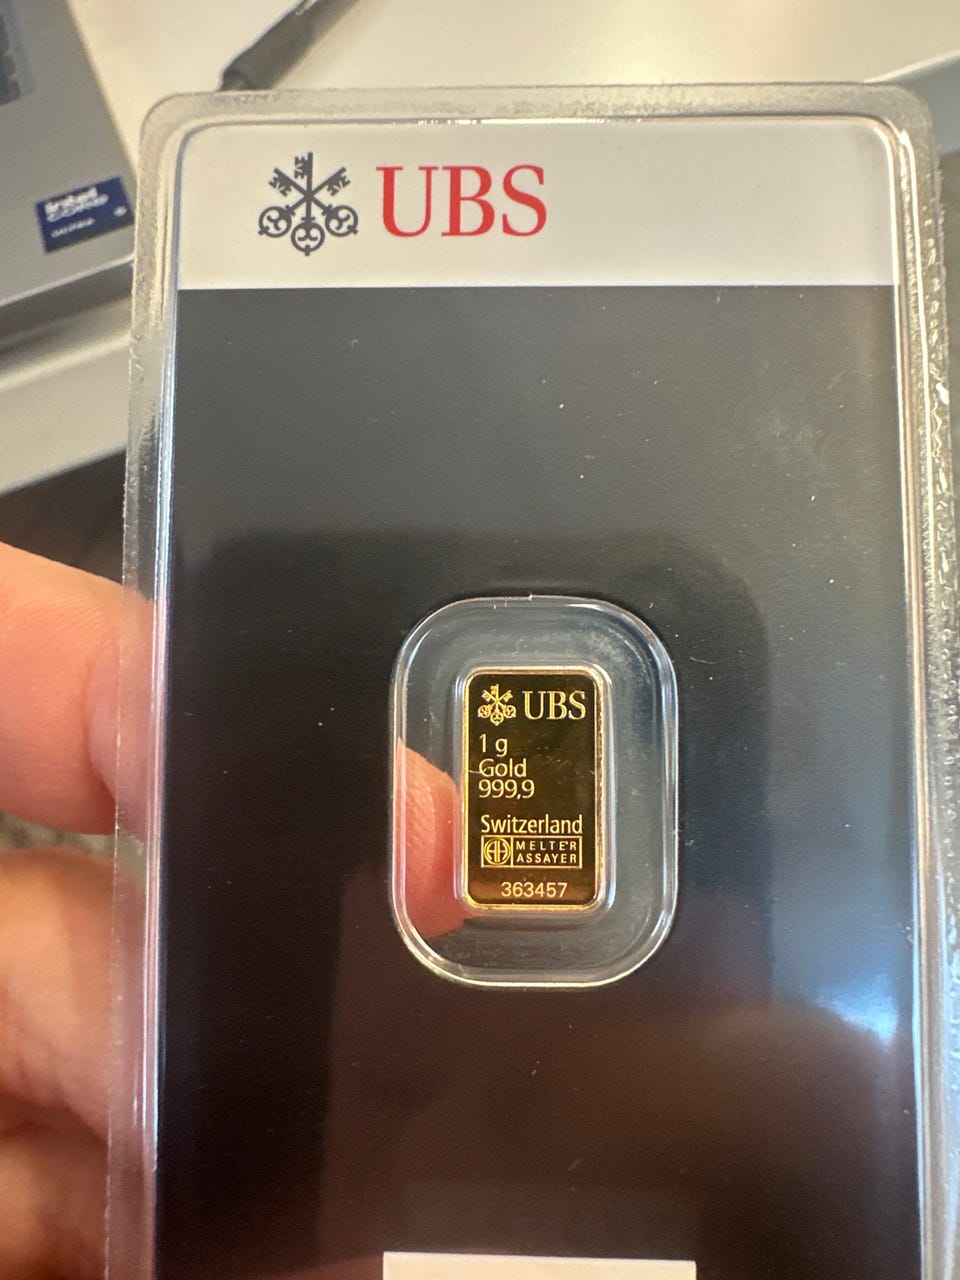 UBS
UBS
1 g
Gold
999,9
Switzerland
MELTER
ASSAYER
363457